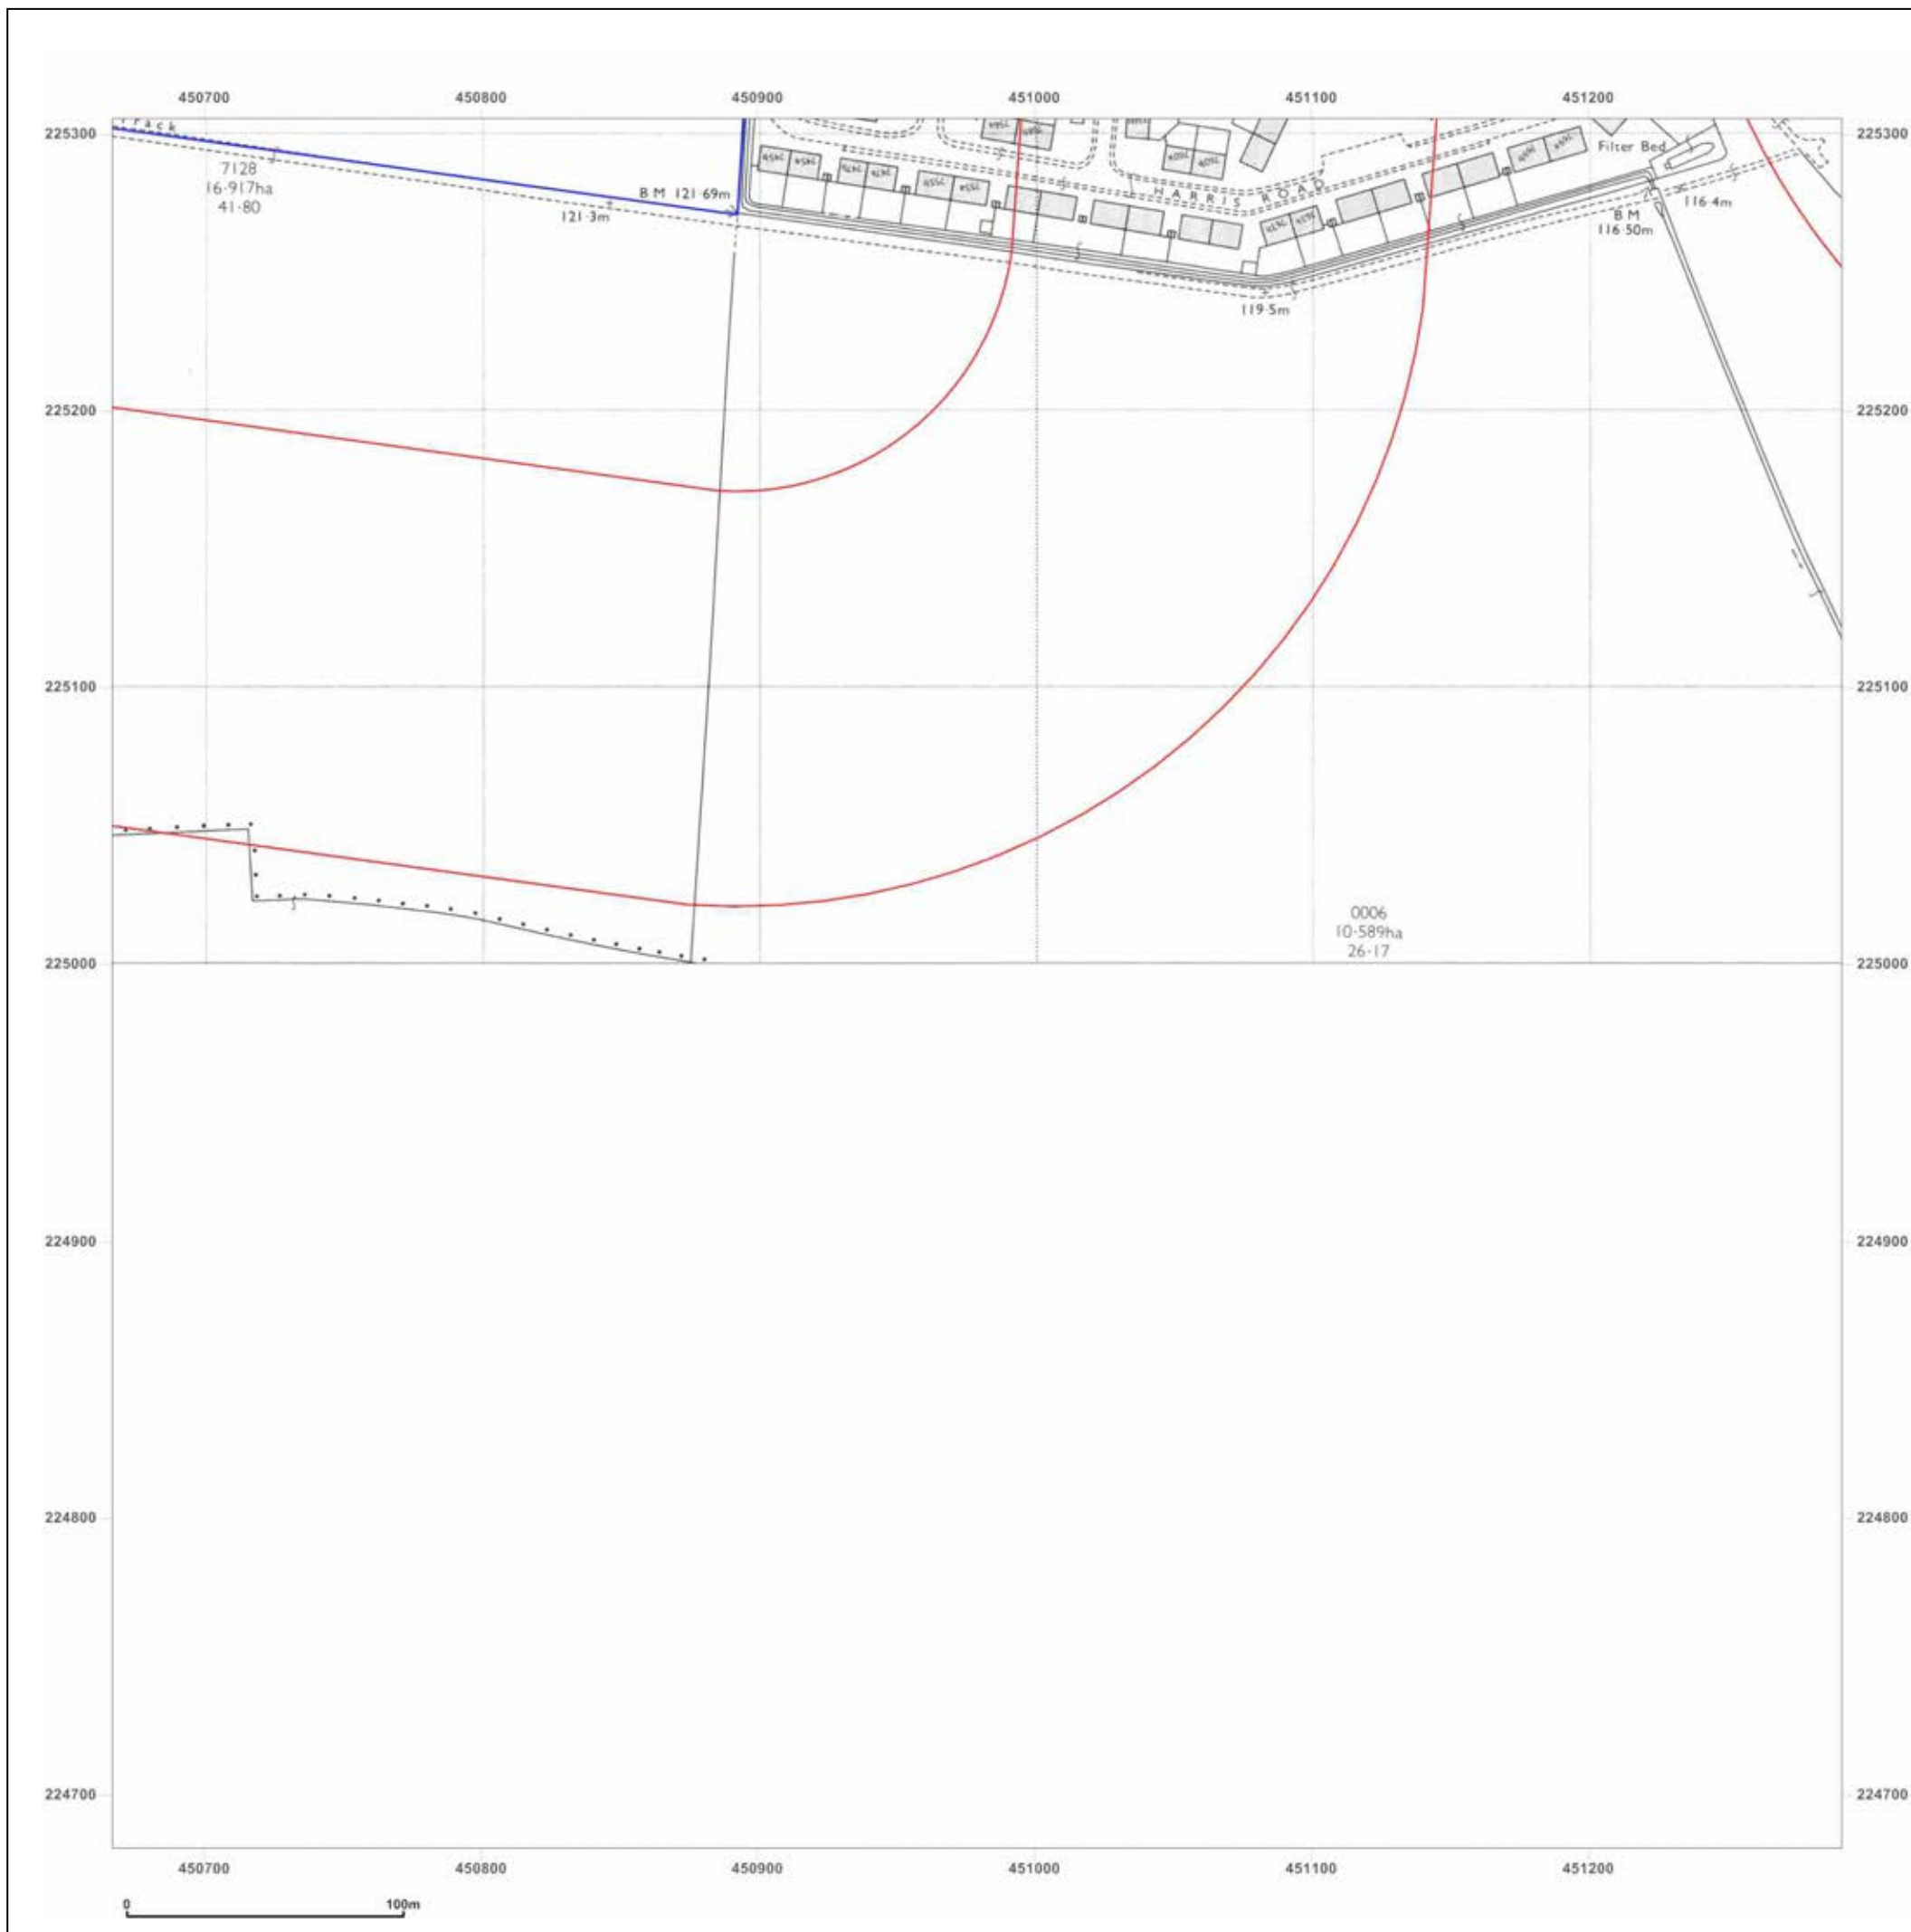 450700 450800 450900 451000 451100 451200
225300 225300
Track
7128
16·917ha
41·80
BM 121·69m
121·3m
HARRIS ROAD
Filter Bed
BM
116·50m
116·4m
119·5m
225200 225200
225100 225100
0006
10·589ha
26·17
225000 225000
224900 224900
224800 224800
224700 224700
450700 450800 450900 451000 451100 451200
0 100m